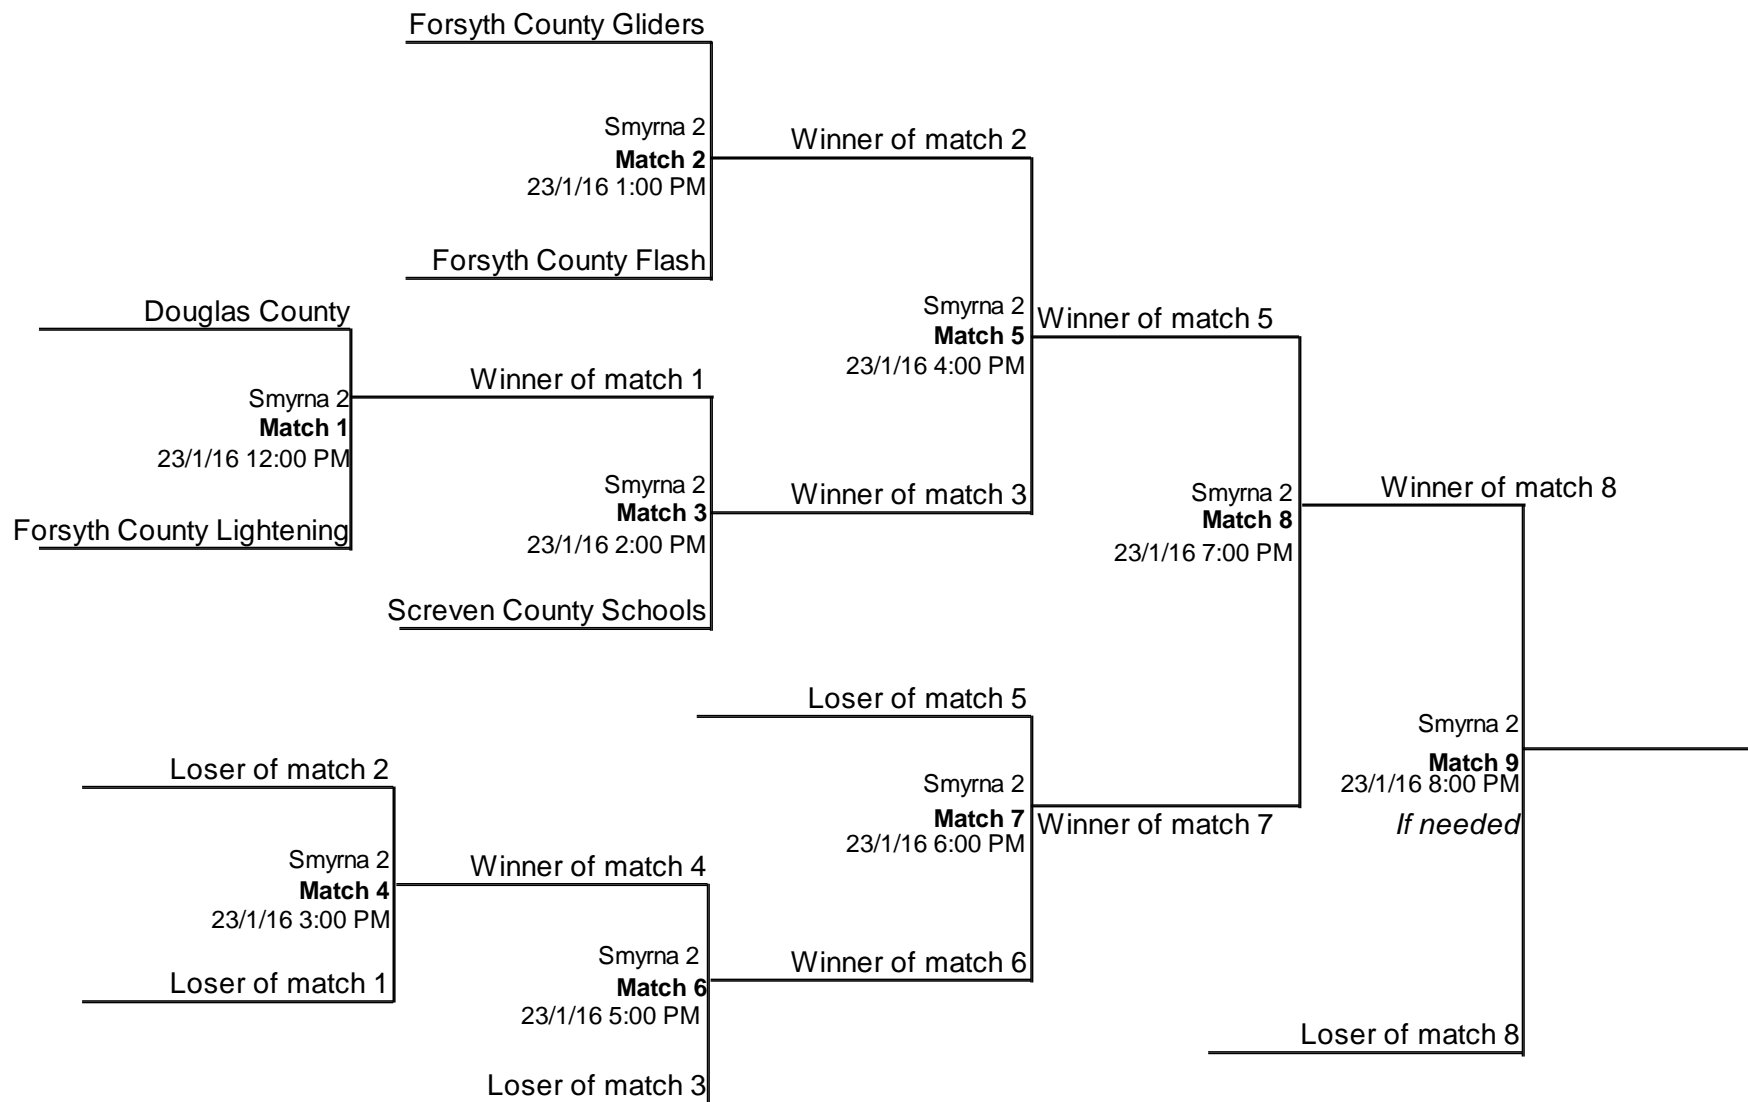 Forsyth County Gliders
Smyrna 2
Match 2
23/1/16 1:00 PM
Winner of match 2
Forsyth County Flash
Douglas County
Smyrna 2
Match 5
23/1/16 4:00 PM
Winner of match 5
Winner of match 1
Smyrna 2
Match 1
23/1/16 12:00 PM
Smyrna 2
Match 3
23/1/16 2:00 PM
Winner of match 3
Smyrna 2
Match 8
23/1/16 7:00 PM
Winner of match 8
Forsyth County Lightening
Screven County Schools
Loser of match 5
Smyrna 2
Match 9
23/1/16 8:00 PM
If needed
Loser of match 2
Smyrna 2
Match 7
23/1/16 6:00 PM
Winner of match 7
Smyrna 2
Match 4
23/1/16 3:00 PM
Winner of match 4
Loser of match 1
Smyrna 2
Match 6
23/1/16 5:00 PM
Winner of match 6
Loser of match 8
Loser of match 3